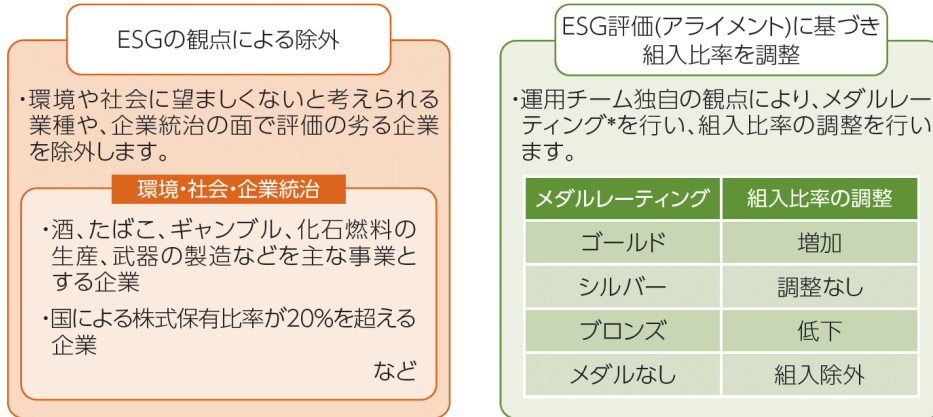 ESGの観点による除外
・環境や社会に望ましくないと考えられる
業種や、企業統治の面で評価の劣る企業
を除外します。
環境・社会・企業統治
・酒、たばこ、ギャンブル、化石燃料の
生産、武器の製造などを主な事業と
する企業
・国による株式保有比率が20%を超える
企業
など
ESG評価(アライメント)に基づき
組入比率を調整
・運用チーム独自の観点により、メダルレー
ティング*を行い、組入比率の調整を行い
ます。
メダルレーティング 組入比率の調整
ゴールド 増加
シルバー 調整なし
ブロンズ 低下
メダルなし 組入除外